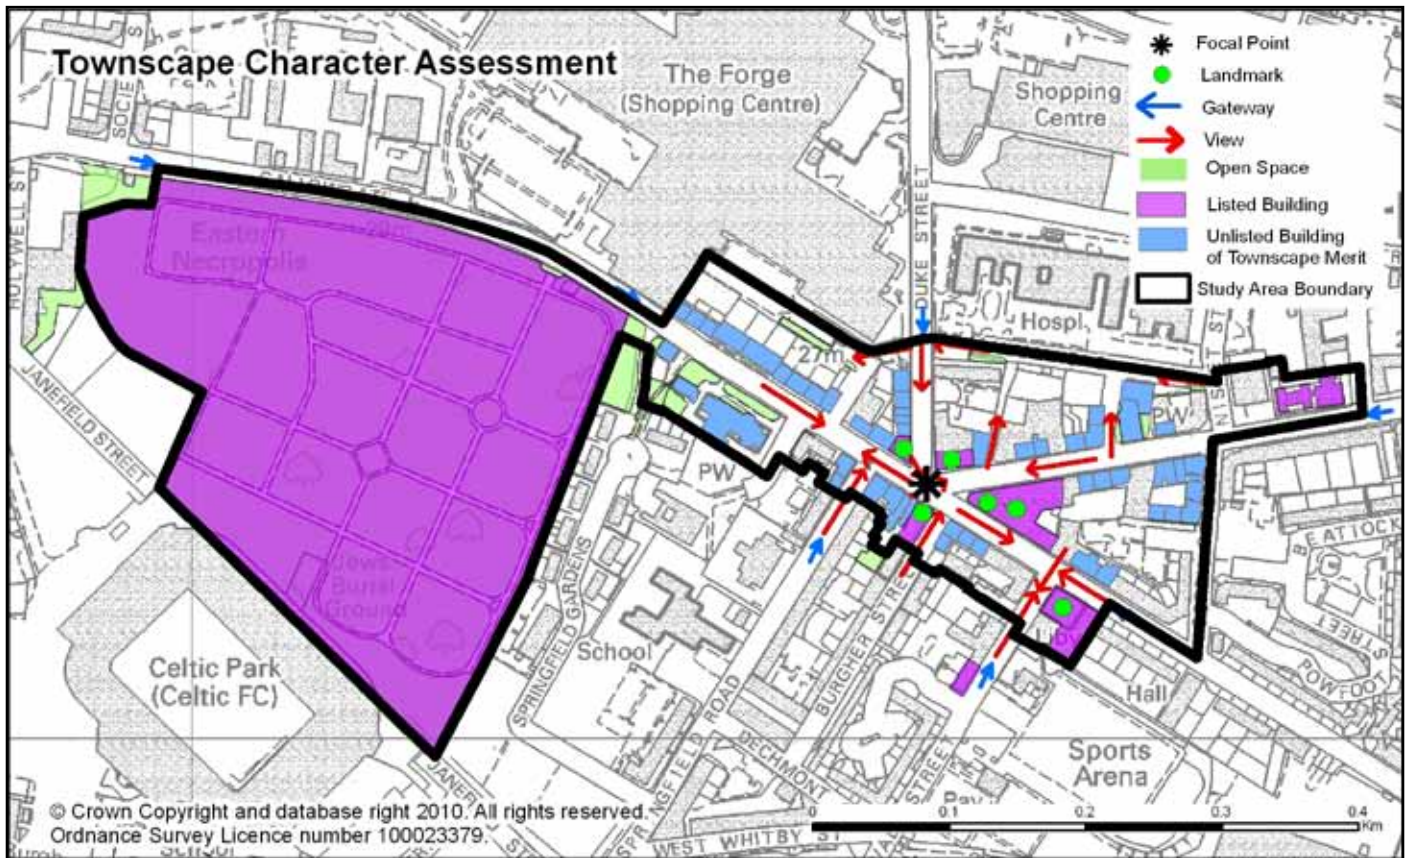 Townscape Character Assessment
The Forge
(Shopping Centre)
Shopping
Centre
Focal Point
Landmark
Gateway
View
Open Space
Listed Building
Unlisted Building
of Townscape Merit
Study Area Boundary
HOLYWELL ST
DUKE STREET
Eastern
Necropolis
Hospl
27m
PW
JANEFIELD STREET
PW
BEATTOCK
STREET
POWFOOT
Jews
Burial
Ground
Celtic Park
(Celtic FC)
SPRINGFIELD GARDENS
School
ROAD
BURGHER STRE
Hall
Sports
Arena
DECHMONT
STREET
WEST WHITBY ST
© Crown Copyright and database right 2010. All rights reserved.
Ordnance Survey Licence number 100023379.
0
0.1
0.2
0.3
0.4
Km